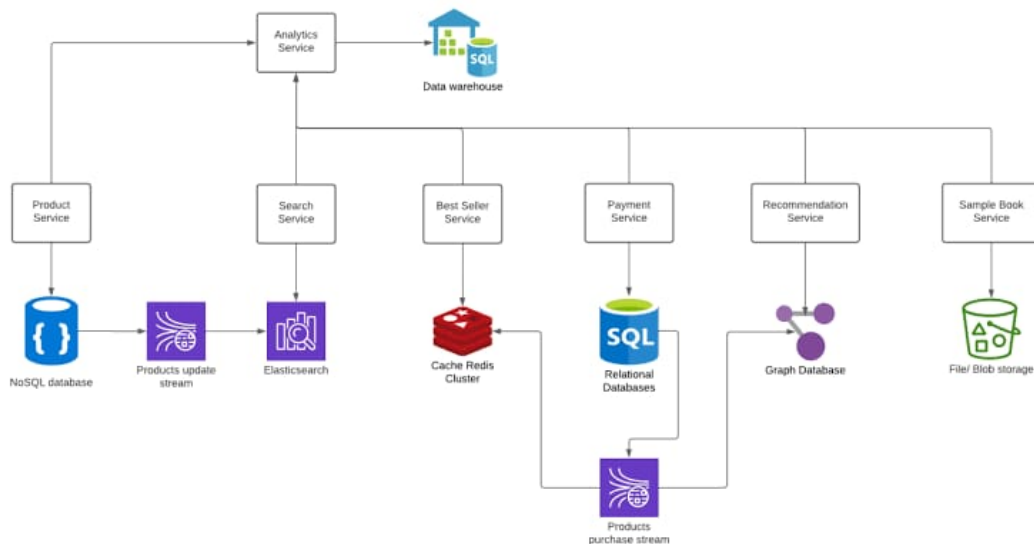 Analytics
Service
SQL
Data warehouse
Product
Service
Search
Service
Best Seller
Service
Payment
Service
Recommendation
Service
Sample Book
Service
{ }
NoSQL database
Products update
stream
Elasticsearch
Cache Redis
Cluster
SQL
Relational
Databases
Graph Database
File/ Blob storage
Products
purchase stream